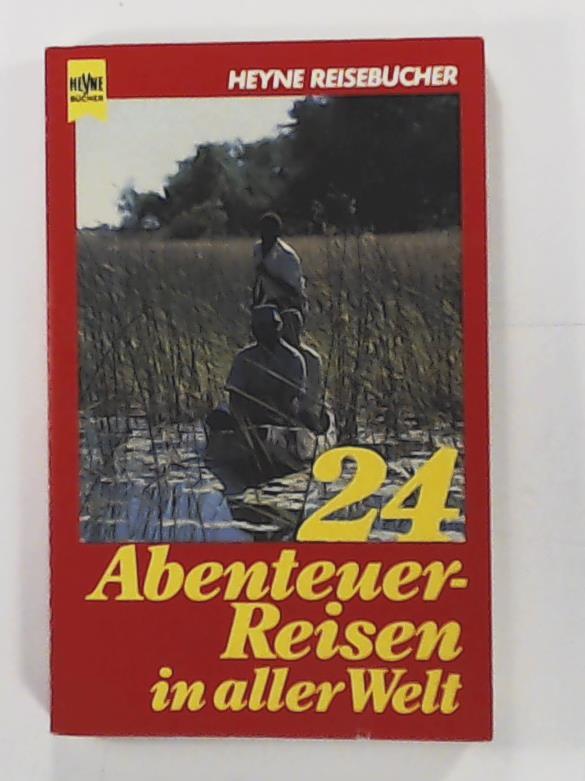 HEYNE
BÜCHER
HEYNE REISEBÜCHER
24
Abenteuer-
Reisen
in aller Welt